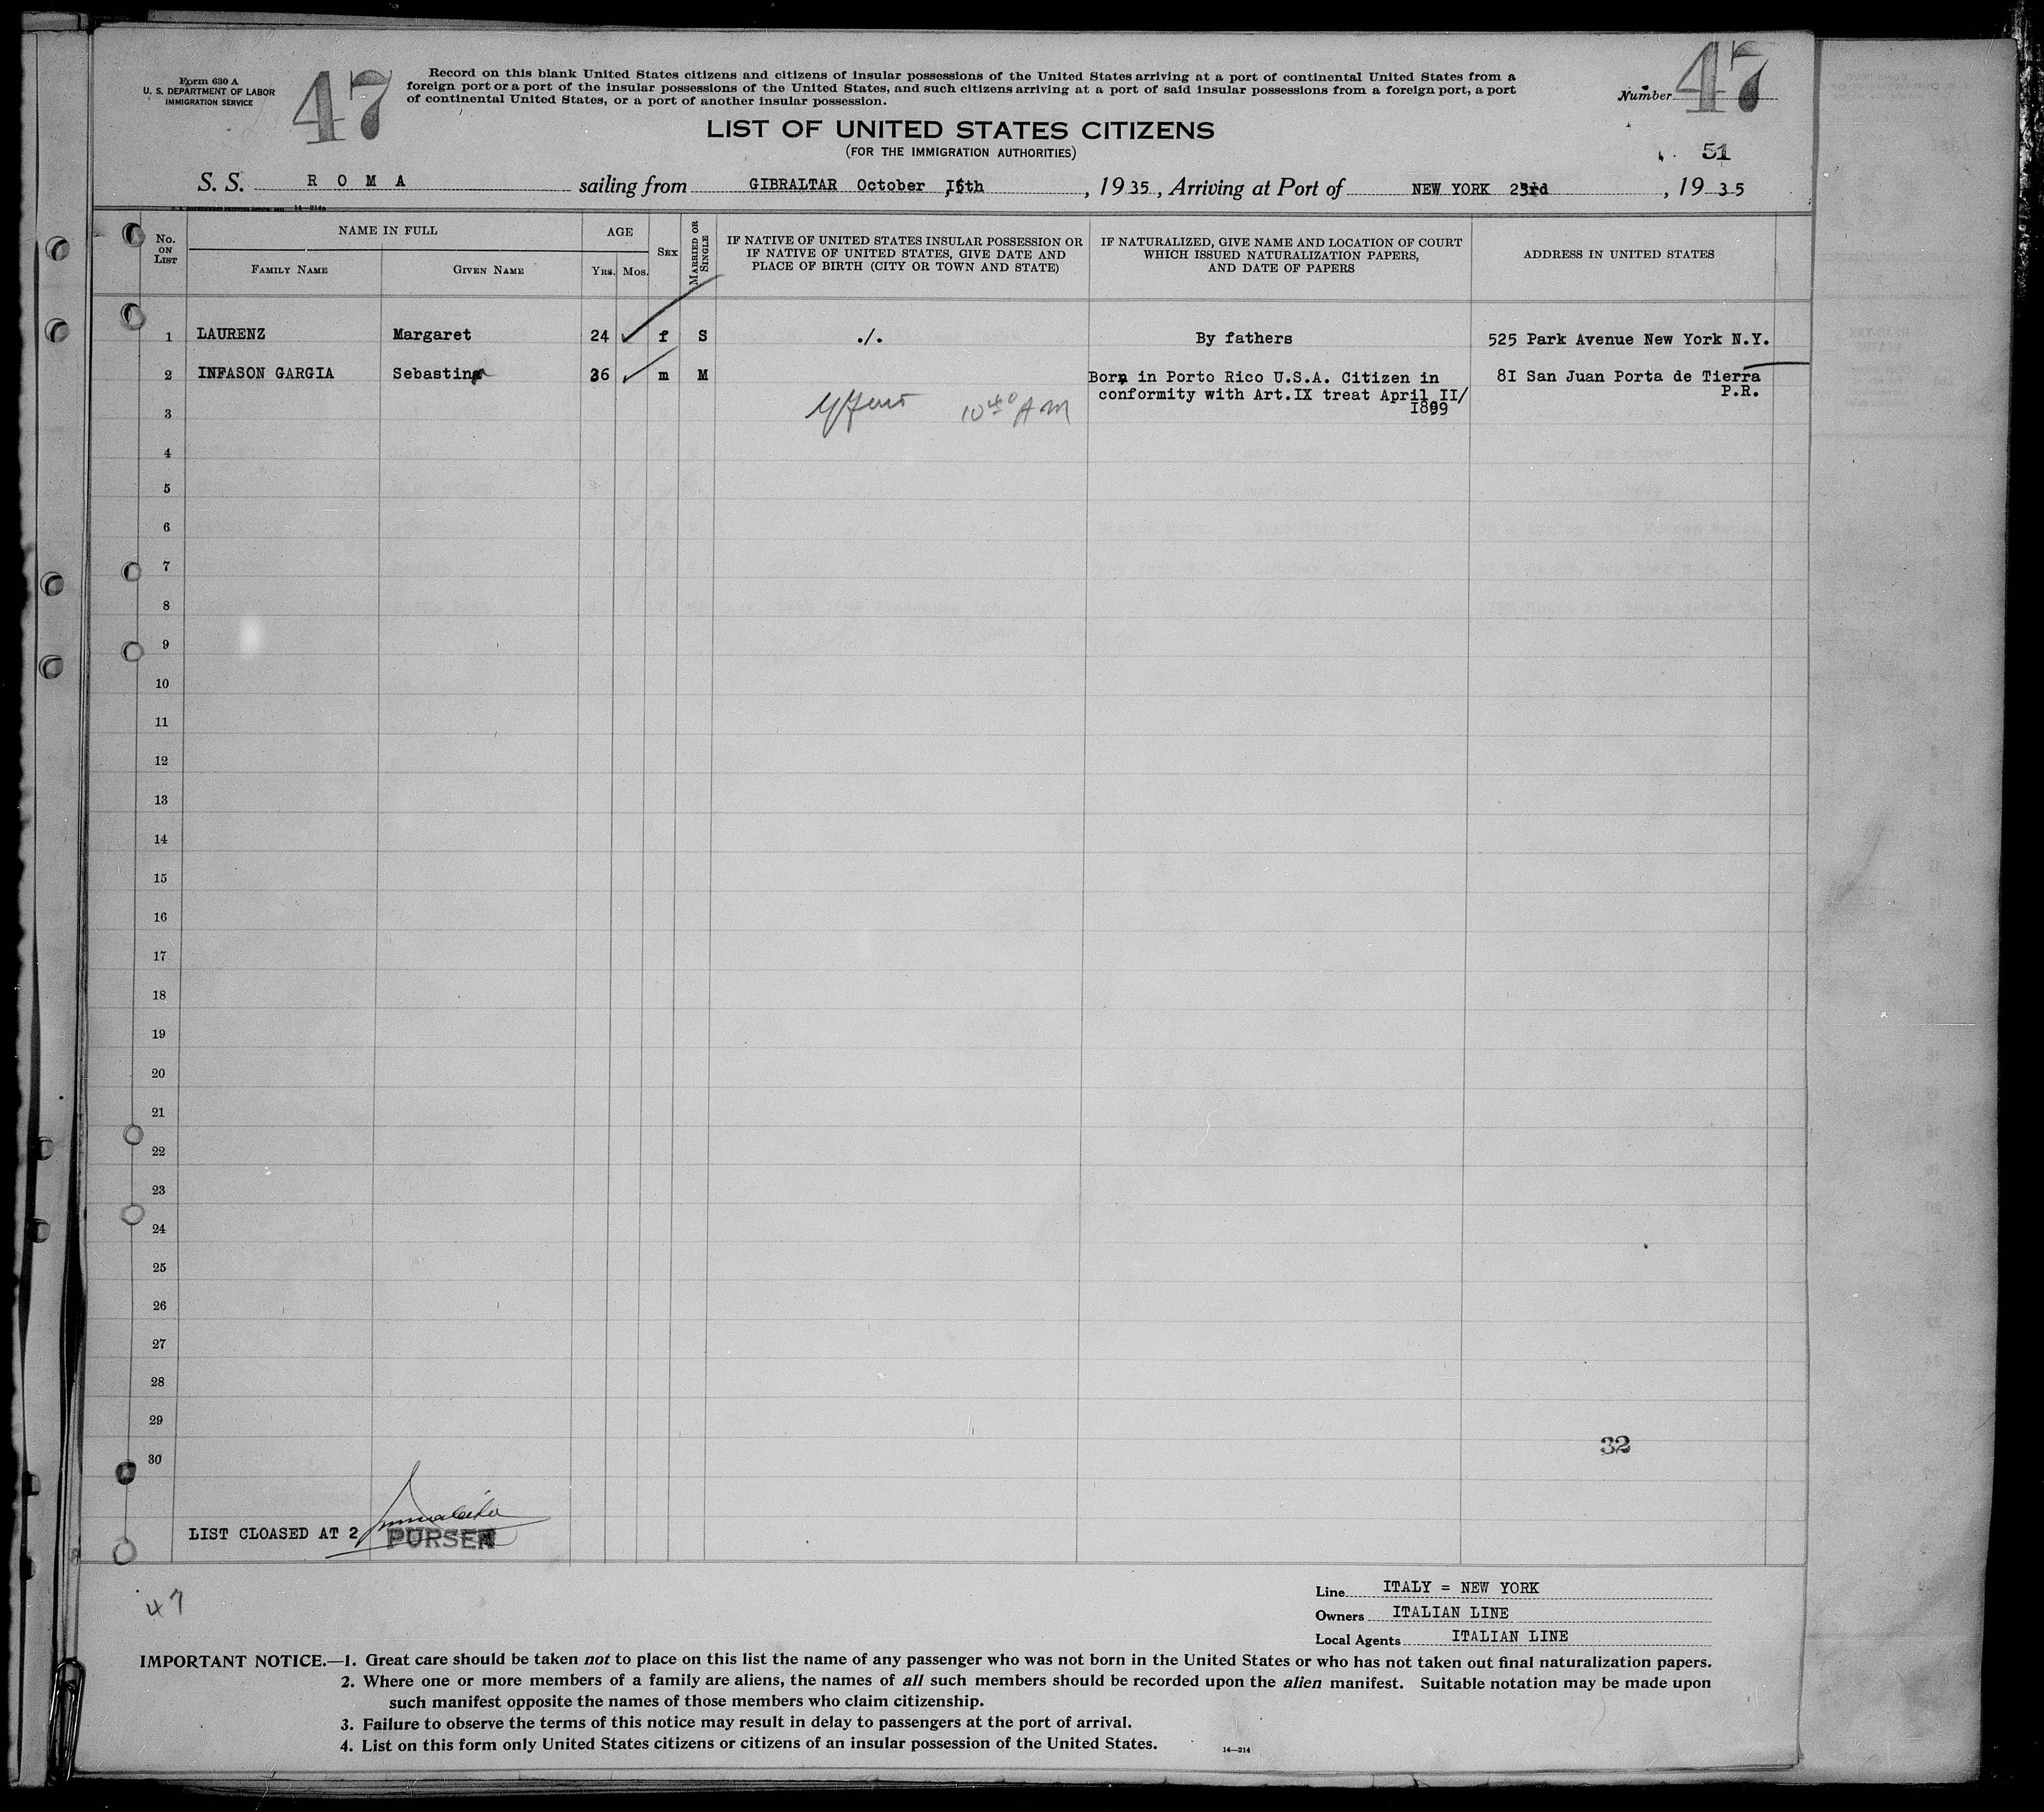 Form 630 A
U. S. DEPARTMENT OF LABOR
IMMIGRATION SERVICE
47
Record on this blank United States citizens and citizens of insular possessions of the United States arriving at a port of continental United States from a
foreign port or a port of the insular possessions of the United States, and such citizens arriving at a port of said insular possessions from a foreign port, a port
of continental United States, or a port of another insular possession.
Number 47
LIST OF UNITED STATES CITIZENS
(FOR THE IMMIGRATION AUTHORITIES)
51
S. S. ROMA sailing from GIBRALTAR October , 1935, Arriving at Port of NEW YORK 23rd, 1935
No. ON LIST
NAME IN FULL
FAMILY NAME
GIVEN NAME
AGE
YRS. MOS.
SEX
MARRIED OR SINGLE
IF NATIVE OF UNITED STATES INSULAR POSSESSION OR
IF NATIVE OF UNITED STATES, GIVE DATE AND
PLACE OF BIRTH (CITY OR TOWN AND STATE)
IF NATURALIZED, GIVE NAME AND LOCATION OF COURT
WHICH ISSUED NATURALIZATION PAPERS,
AND DATE OF PAPERS
ADDRESS IN UNITED STATES
1 LAURENZ Margaret 24 f S ./. By fathers 525 Park Avenue New York N.Y.
2 INFASON GARGIA 36 m M Born in Porto Rico U.S.A. Citizen in 8I San Juan Porta de Tierra
conformity with Art.IX treat April II/ P.R.
I899
3 10 40 AM
4
5
6
7
8
9
10
11
12
13
14
15
16
17
18
19
20
21
22
23
24
25
26
27
28
29
32
30
LIST CLOASED AT 2
PURSER
47
Line ITALY = NEW YORK
Owners ITALIAN LINE
Local Agents ITALIAN LINE
IMPORTANT NOTICE.—1. Great care should be taken not to place on this list the name of any passenger who was not born in the United States or who has not taken out final naturalization papers.
2. Where one or more members of a family are aliens, the names of all such members should be recorded upon the alien manifest. Suitable notation may be made upon
such manifest opposite the names of those members who claim citizenship.
3. Failure to observe the terms of this notice may result in delay to passengers at the port of arrival.
4. List on this form only United States citizens or citizens of an insular possession of the United States.
14—214